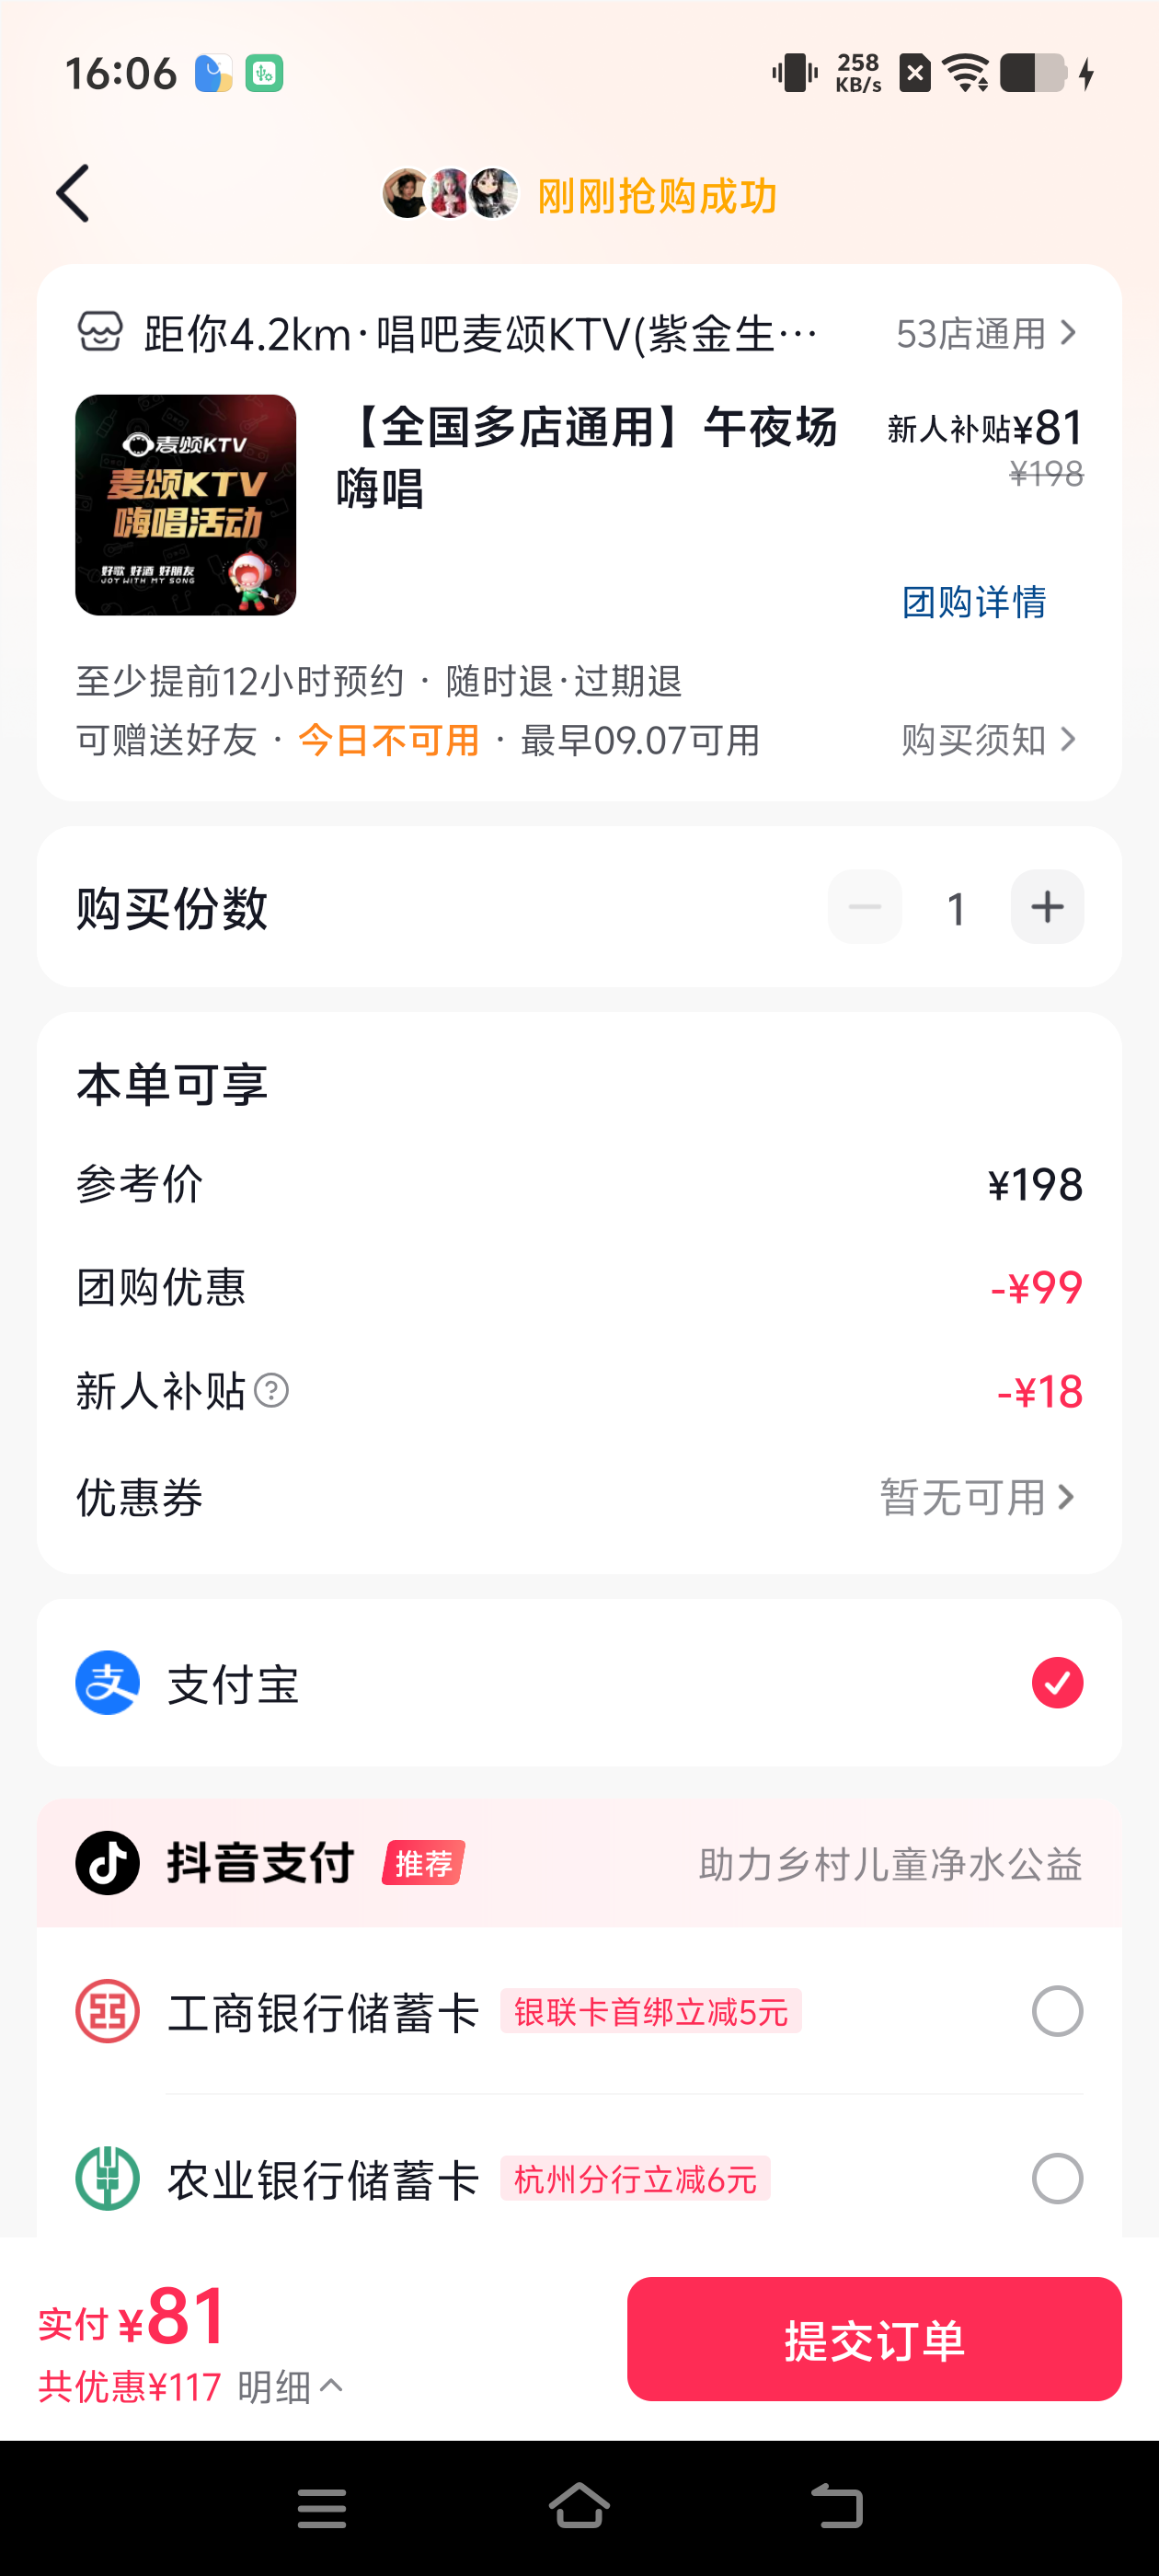 16:06
258
KB/s
刚刚抢购成功
距你4.2km·唱吧麦颂KTV(紫金生…
53店通用
麦颂KTV
麦颂KTV
嗨唱活动
好歌 好酒 好朋友
JOY WITH MY SONG
【全国多店通用】午夜场
嗨唱
新人补贴¥81
¥198
团购详情
至少提前12小时预约 · 随时退·过期退
可赠送好友 · 今日不可用 · 最早09.07可用
购买须知
购买份数
1
本单可享
参考价
¥198
团购优惠
-¥99
新人补贴
-¥18
优惠券
暂无可用
支
支付宝
抖音支付
推荐
助力乡村儿童净水公益
工商银行储蓄卡
银联卡首绑立减5元
农业银行储蓄卡
杭州分行立减6元
实付 ¥81
共优惠¥117 明细
提交订单